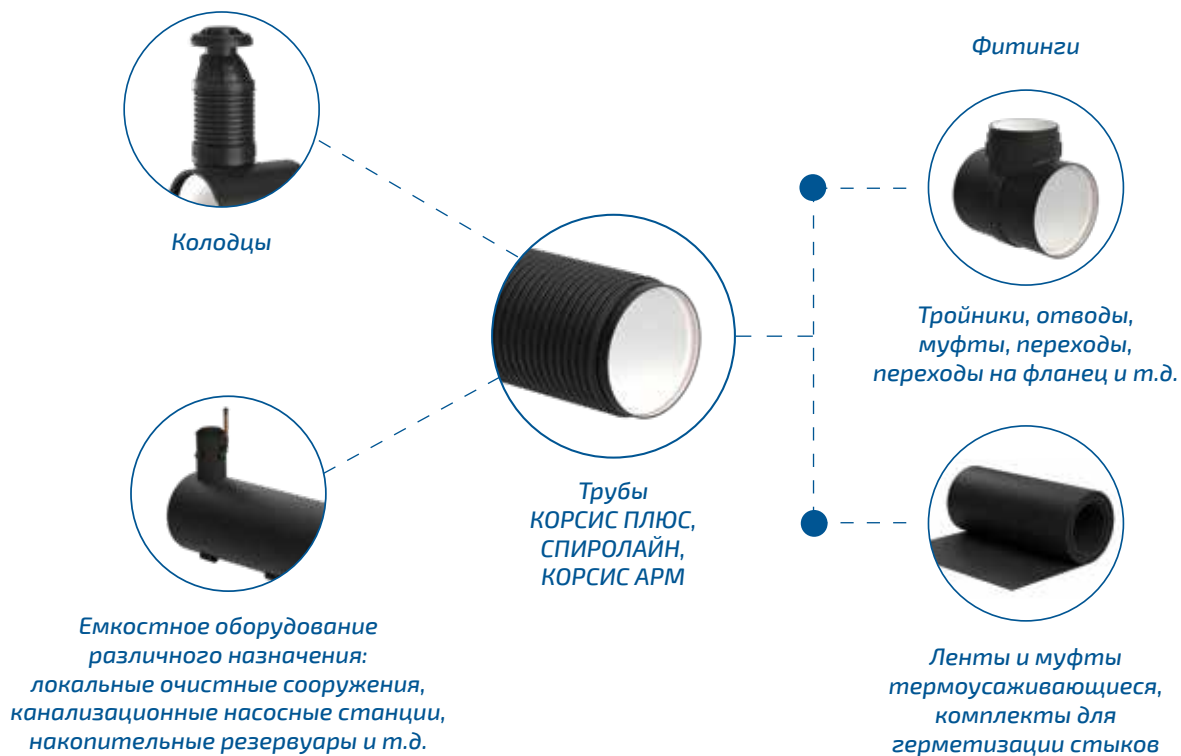 Фитинги
Колодцы
Тройники, отводы,
муфты, переходы,
переходы на фланец и т.д.
Трубы
КОРСИС ПЛЮС,
СПИРОЛАЙН,
КОРСИС АРМ
Емкостное оборудование
различного назначения:
локальные очистные сооружения,
канализационные насосные станции,
накопительные резервуары и т.д.
Ленты и муфты
термоусаживающиеся,
комплекты для
герметизации стыков